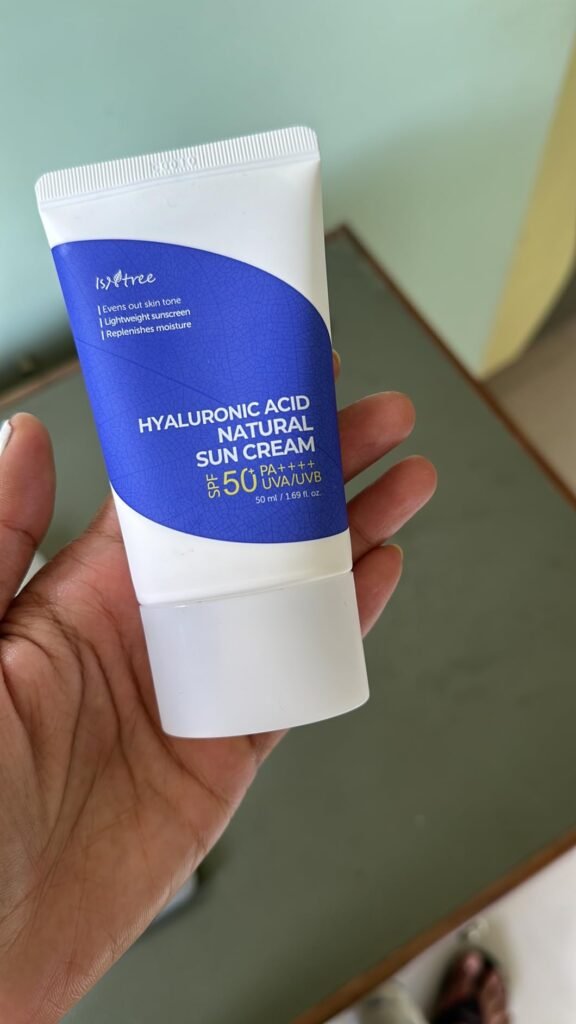 IsNtree
Evens out skin tone
Lightweight sunscreen
Replenishes moisture
HYALURONIC ACID
NATURAL
SUN CREAM
SPF 50+ PA++++
UVA/UVB
50 ml / 1.69 fl. oz.